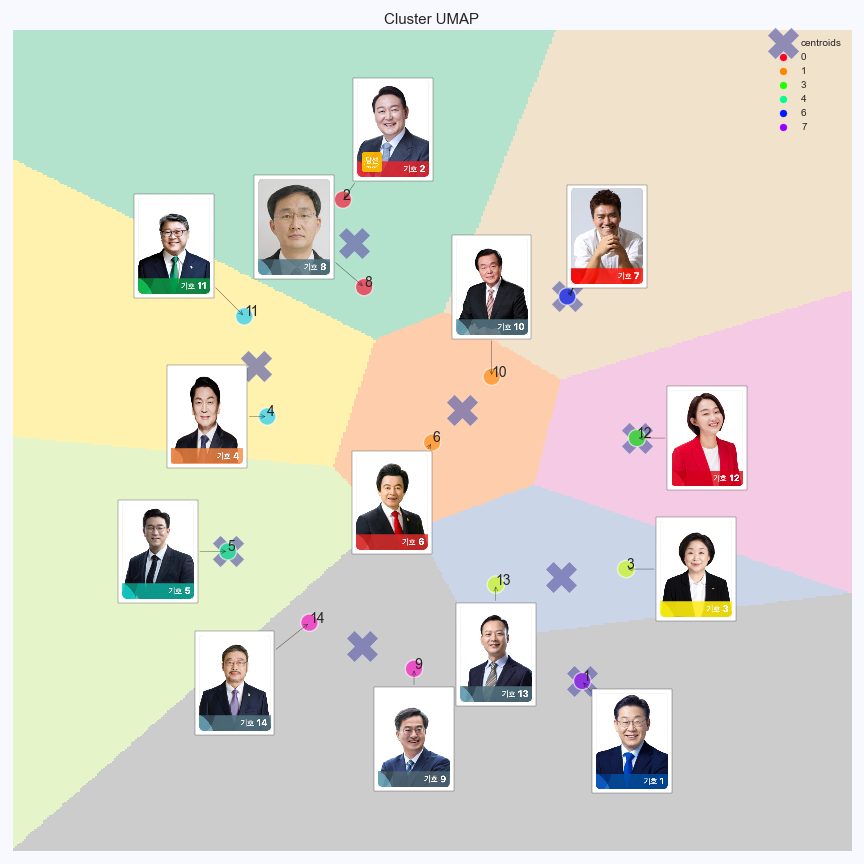 Cluster UMAP
centroids
0
1
3
4
6
7
당선
기호 2
2
기호 8
8
기호 11
11
기호 7
7
기호 10
10
기호 4
4
6
기호 6
12
기호 12
5
기호 5
3
기호 3
13
기호 13
14
기호 14
9
기호 9
1
기호 1